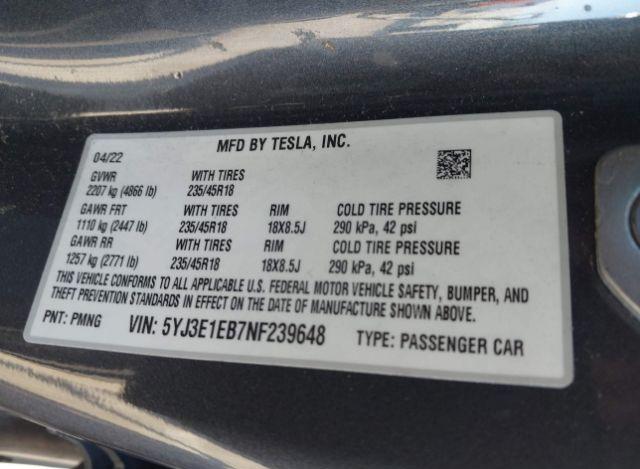 MFD BY TESLA, INC.
04/22
GVWR WITH TIRES
2207 kg (4866 lb) 235/45R18
GAWR FRT WITH TIRES RIM COLD TIRE PRESSURE
1110 kg (2447 lb) 235/45R18 18X8.5J 290 kPa, 42 psi
GAWR RR WITH TIRES RIM COLD TIRE PRESSURE
1257 kg (2771 lb) 235/45R18 18X8.5J 290 kPa, 42 psi
THIS VEHICLE CONFORMS TO ALL APPLICABLE U.S. FEDERAL MOTOR VEHICLE SAFETY, BUMPER, AND
THEFT PREVENTION STANDARDS IN EFFECT ON THE DATE OF MANUFACTURE SHOWN ABOVE.
PNT: PMNG VIN: 5YJ3E1EB7NF239648 TYPE: PASSENGER CAR